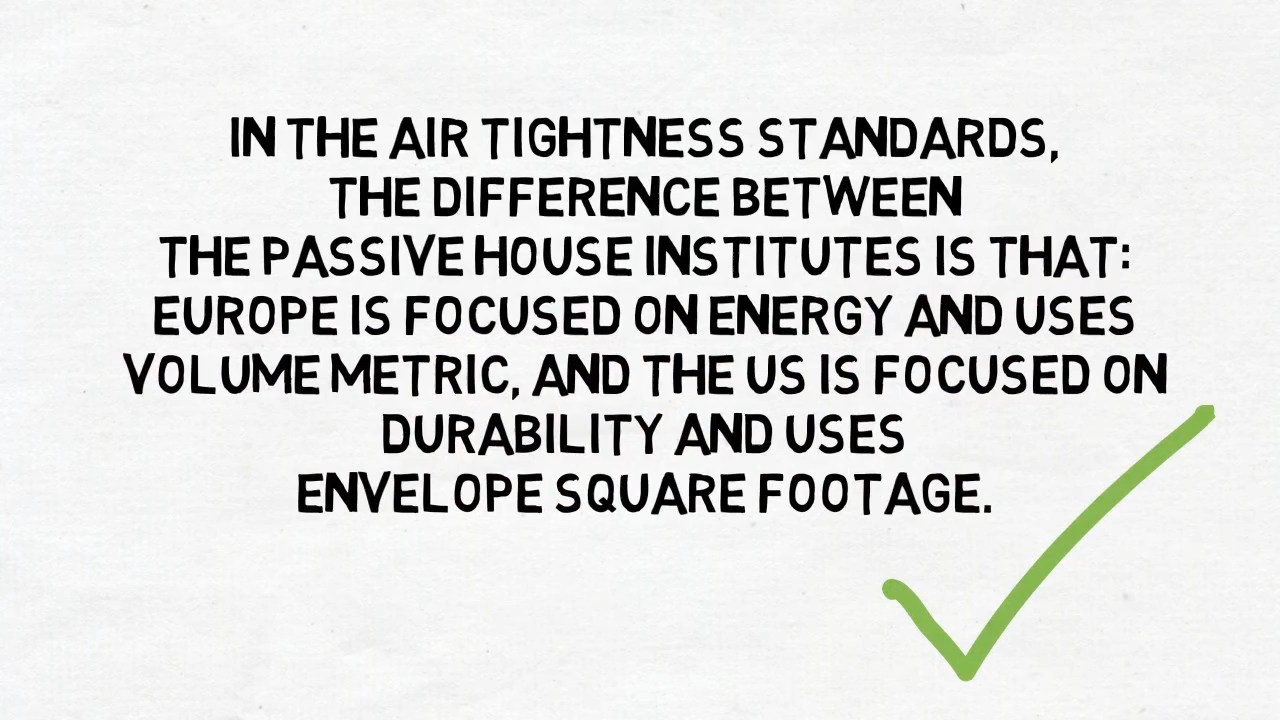 IN THE AIR TIGHTNESS STANDARDS,
THE DIFFERENCE BETWEEN
THE PASSIVE HOUSE INSTITUTES IS THAT:
EUROPE IS FOCUSED ON ENERGY AND USES
VOLUME METRIC, AND THE US IS FOCUSED ON
DURABILITY AND USES
ENVELOPE SQUARE FOOTAGE.